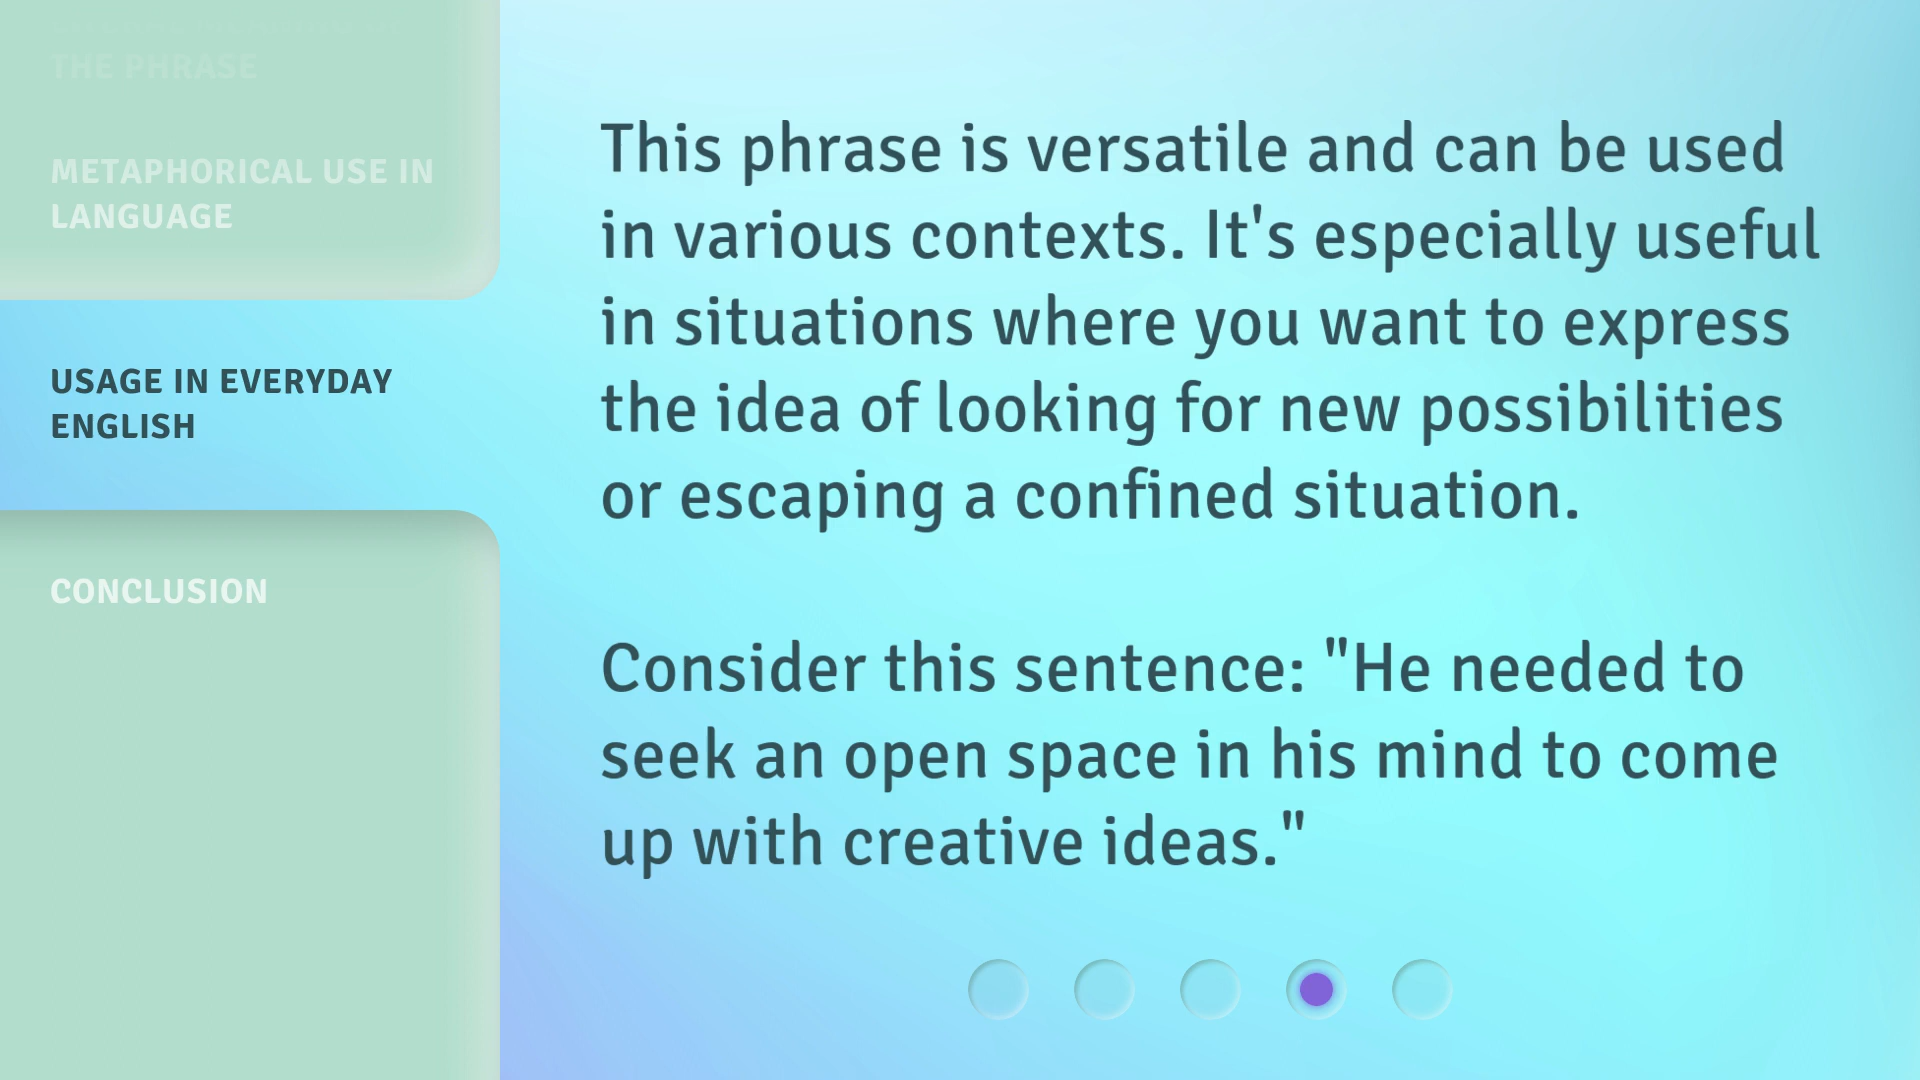 THE PHRASE
METAPHORICAL USE IN
LANGUAGE
USAGE IN EVERYDAY
ENGLISH
CONCLUSION
This phrase is versatile and can be used
in various contexts. It's especially useful
in situations where you want to express
the idea of looking for new possibilities
or escaping a confined situation.
Consider this sentence: "He needed to
seek an open space in his mind to come
up with creative ideas."